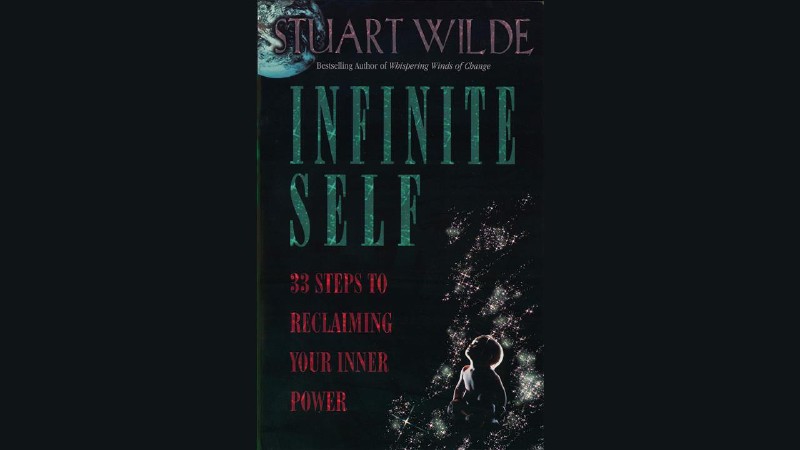 STUART WILDE
Bestselling Author of Whispering Winds of Change
INFINITE
SELF
33 STEPS TO
RECLAIMING
YOUR INNER
POWER